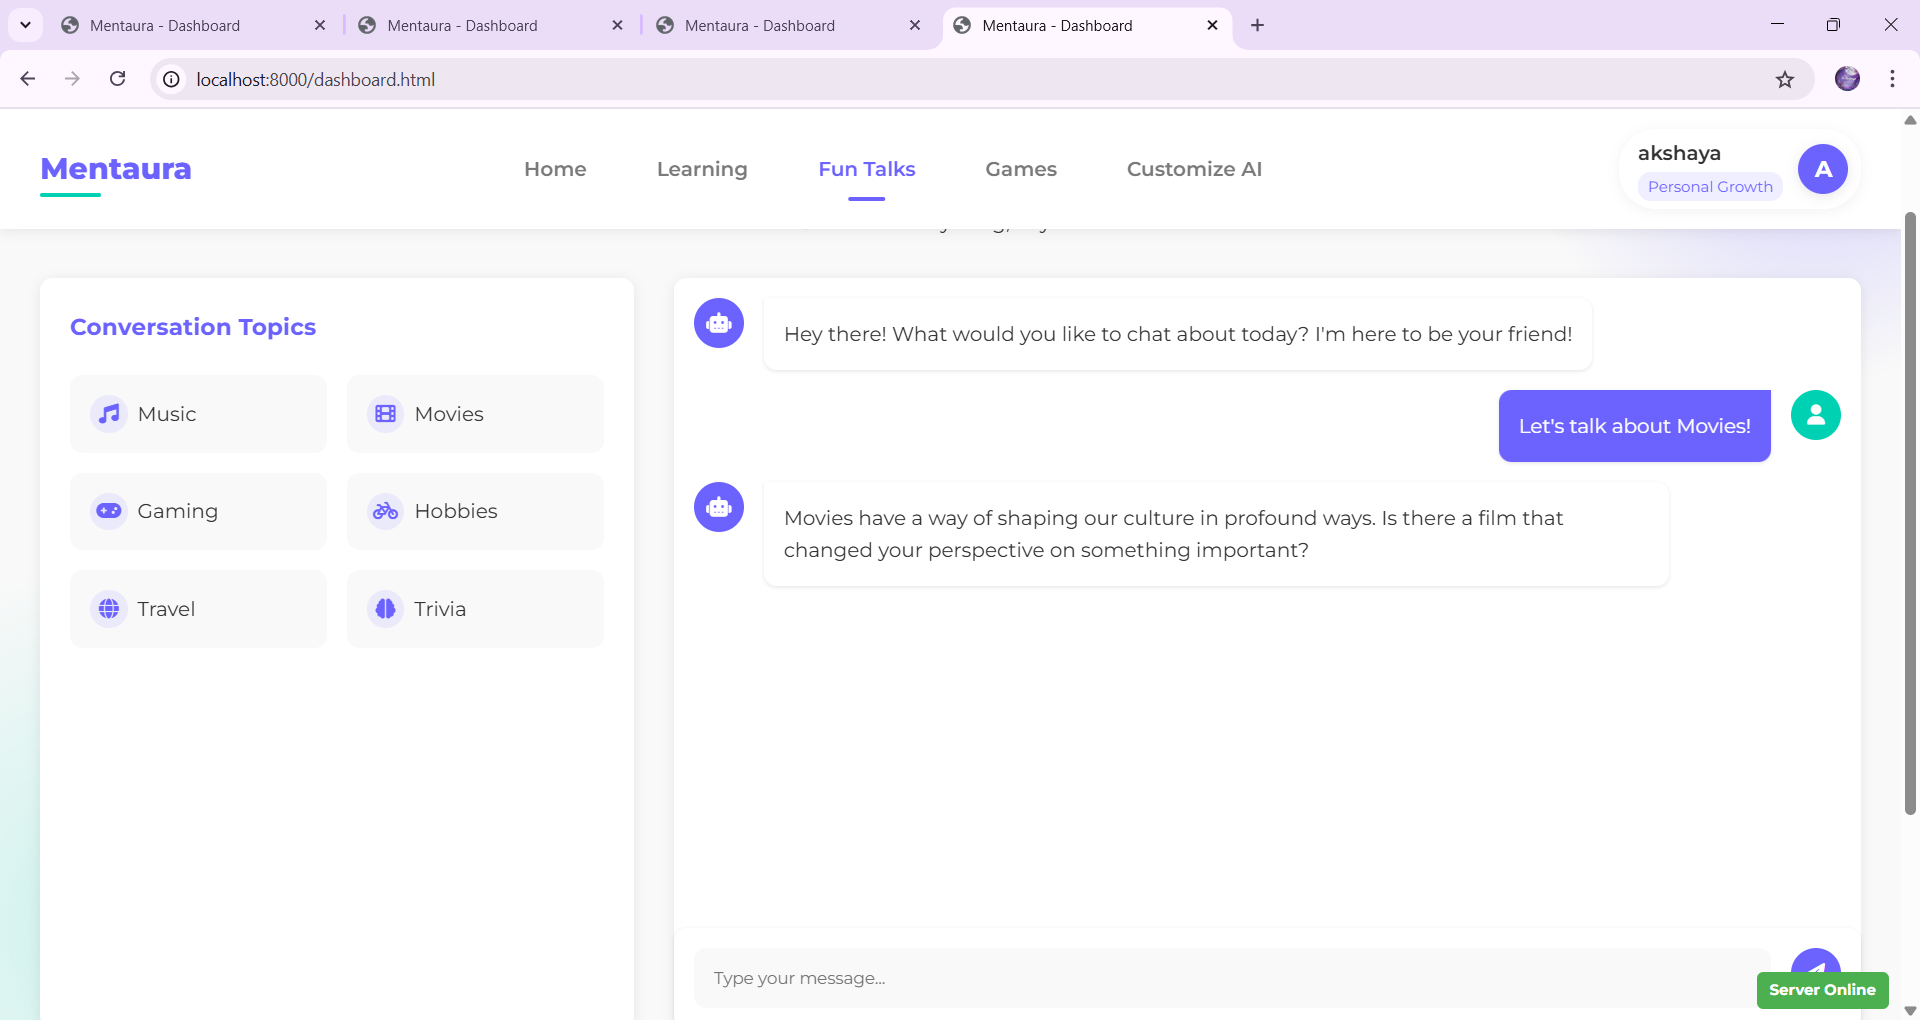 Mentaura - Dashboard
Mentaura - Dashboard
Mentaura - Dashboard
Mentaura - Dashboard
localhost:8000/dashboard.html
Mentaura
Home
Learning
Fun Talks
Games
Customize AI
akshaya
Personal Growth
A
Conversation Topics
Music
Movies
Gaming
Hobbies
Travel
Trivia
Hey there! What would you like to chat about today? I'm here to be your friend!
Let's talk about Movies!
Movies have a way of shaping our culture in profound ways. Is there a film that
changed your perspective on something important?
Type your message...
Server Online